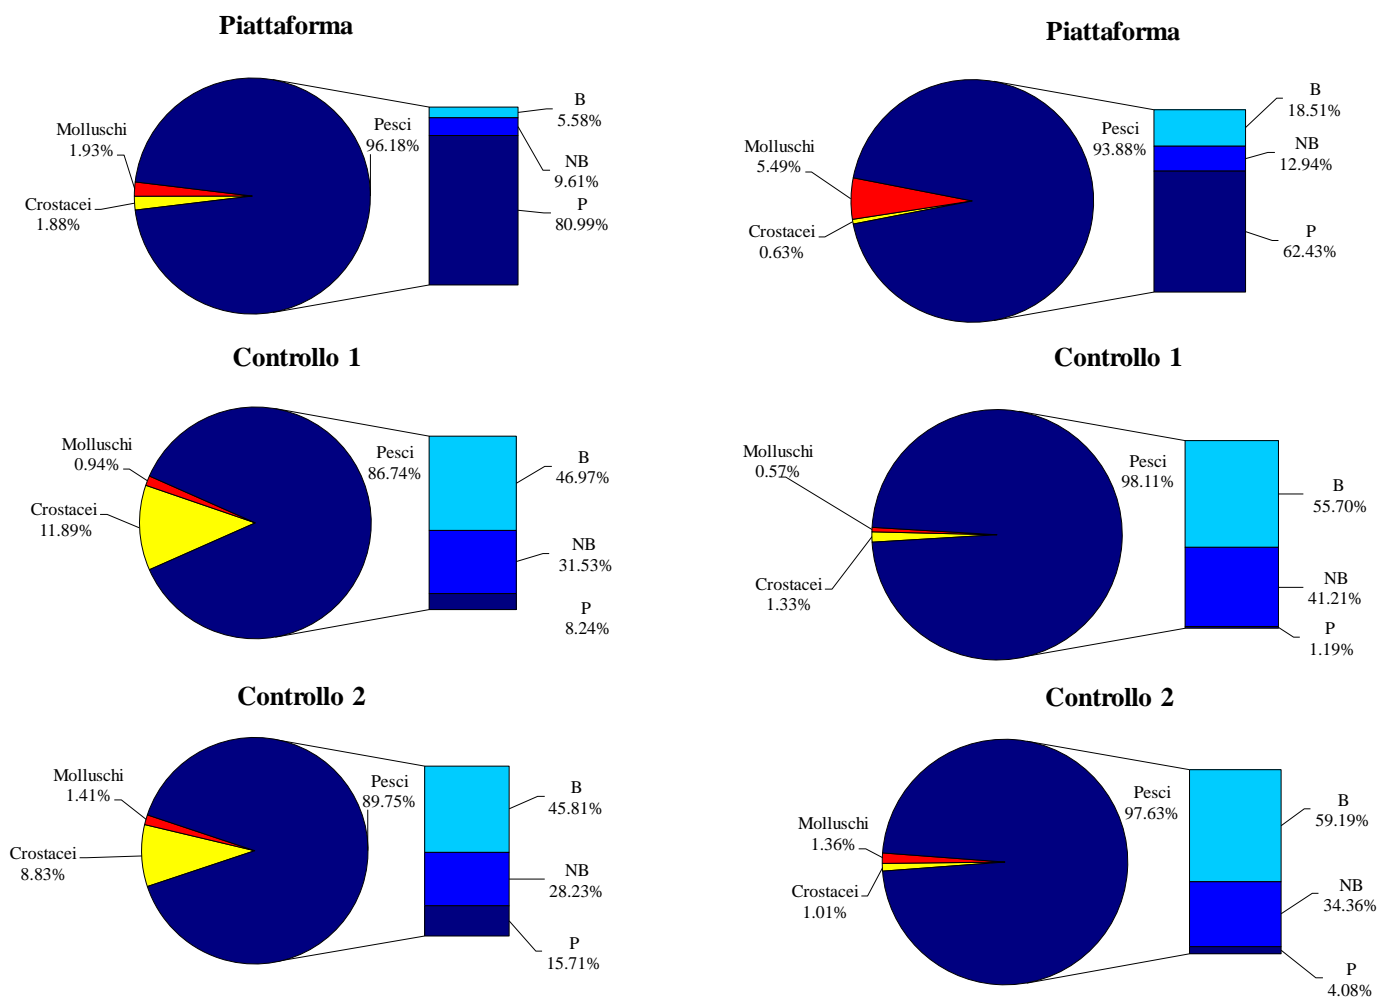 Piattaforma
Molluschi
1.93%
Crostacei
1.88%
Pesci
96.18%
B
5.58%
NB
9.61%
P
80.99%
Piattaforma
Molluschi
5.49%
Crostacei
0.63%
Pesci
93.88%
B
18.51%
NB
12.94%
P
62.43%
Controllo 1
Molluschi
0.94%
Crostacei
11.89%
Pesci
86.74%
B
46.97%
NB
31.53%
P
8.24%
Controllo 1
Molluschi
0.57%
Crostacei
1.33%
Pesci
98.11%
B
55.70%
NB
41.21%
P
1.19%
Controllo 2
Molluschi
1.41%
Crostacei
8.83%
Pesci
89.75%
B
45.81%
NB
28.23%
P
15.71%
Controllo 2
Molluschi
1.36%
Crostacei
1.01%
Pesci
97.63%
B
59.19%
NB
34.36%
P
4.08%